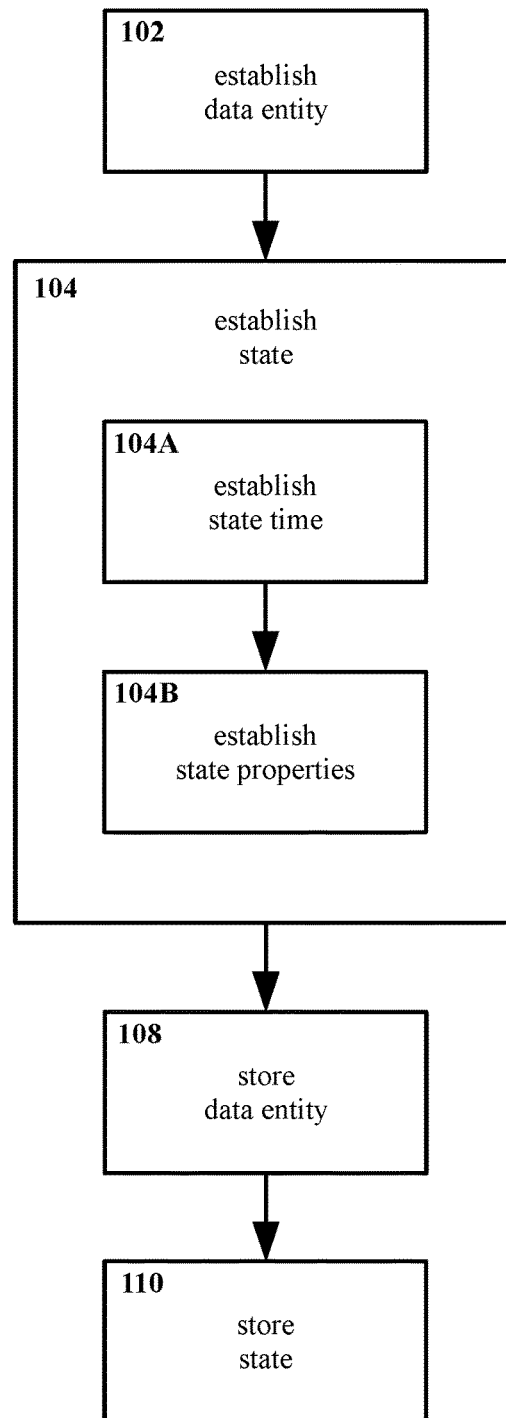 102
establish
data entity
104
establish
state
104A
establish
state time
104B
establish
state properties
108
store
data entity
110
store
state